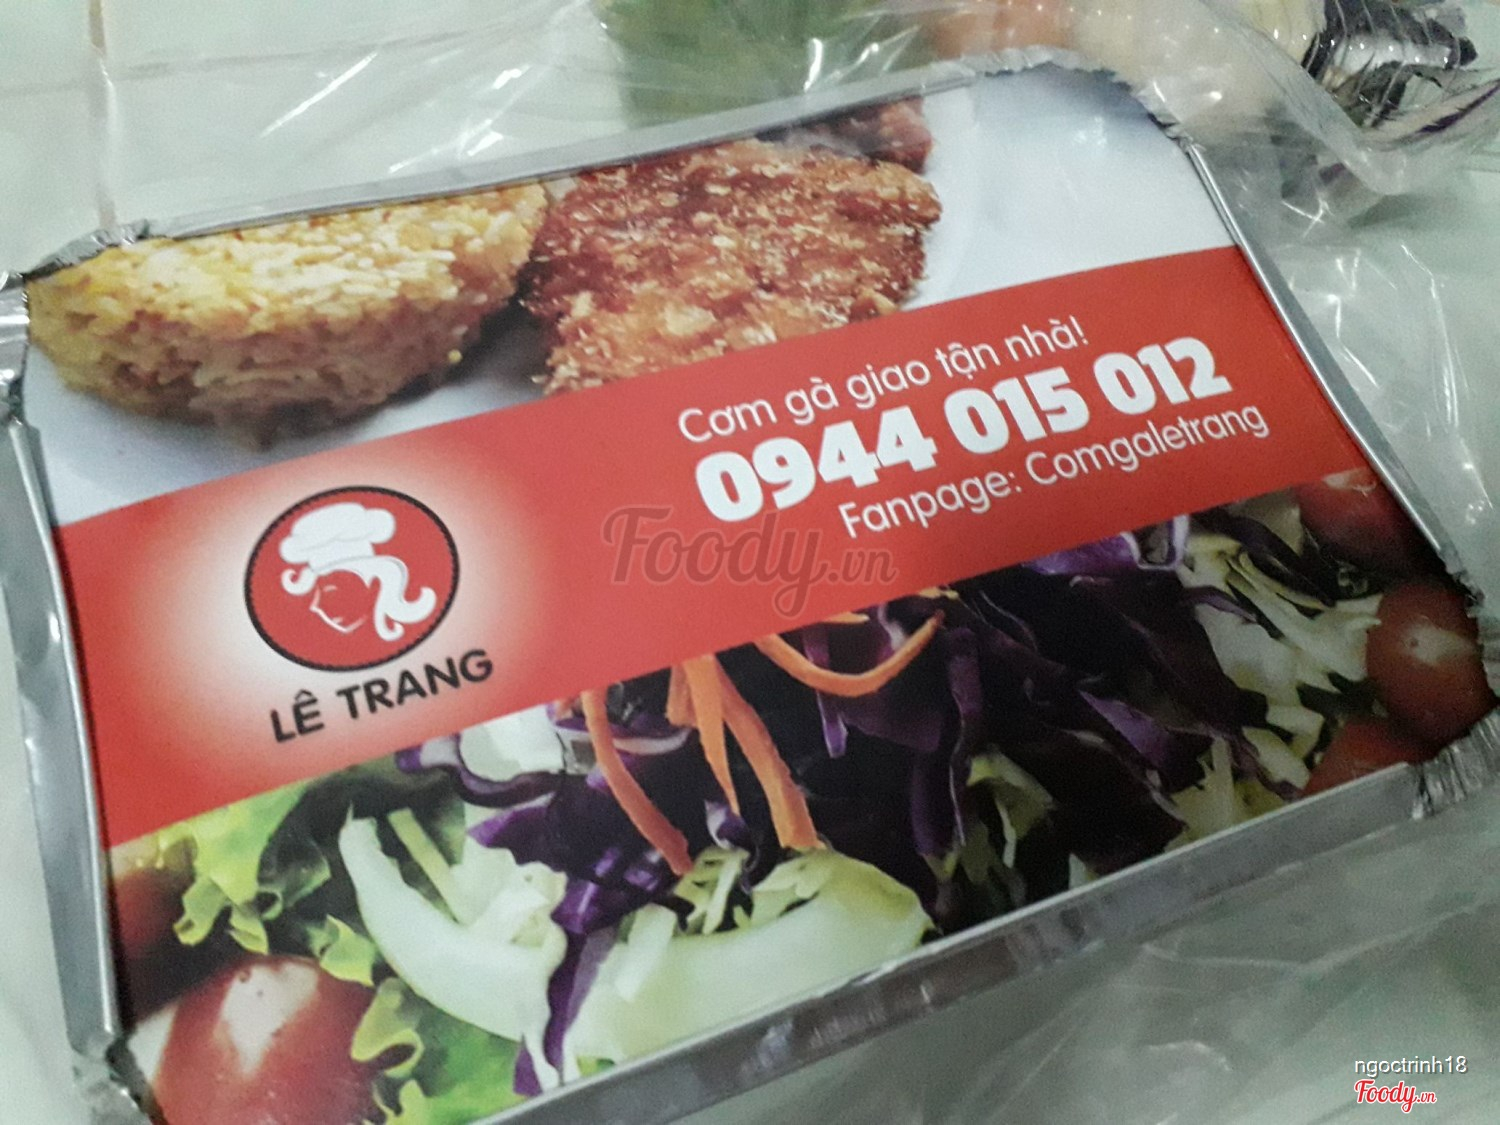 Cơm gà giao tận nhà!
0944 015 012
Fanpage: Comgaletrang
LÊ TRANG
Foody.vn
ngoctrinh18
Foody.vn